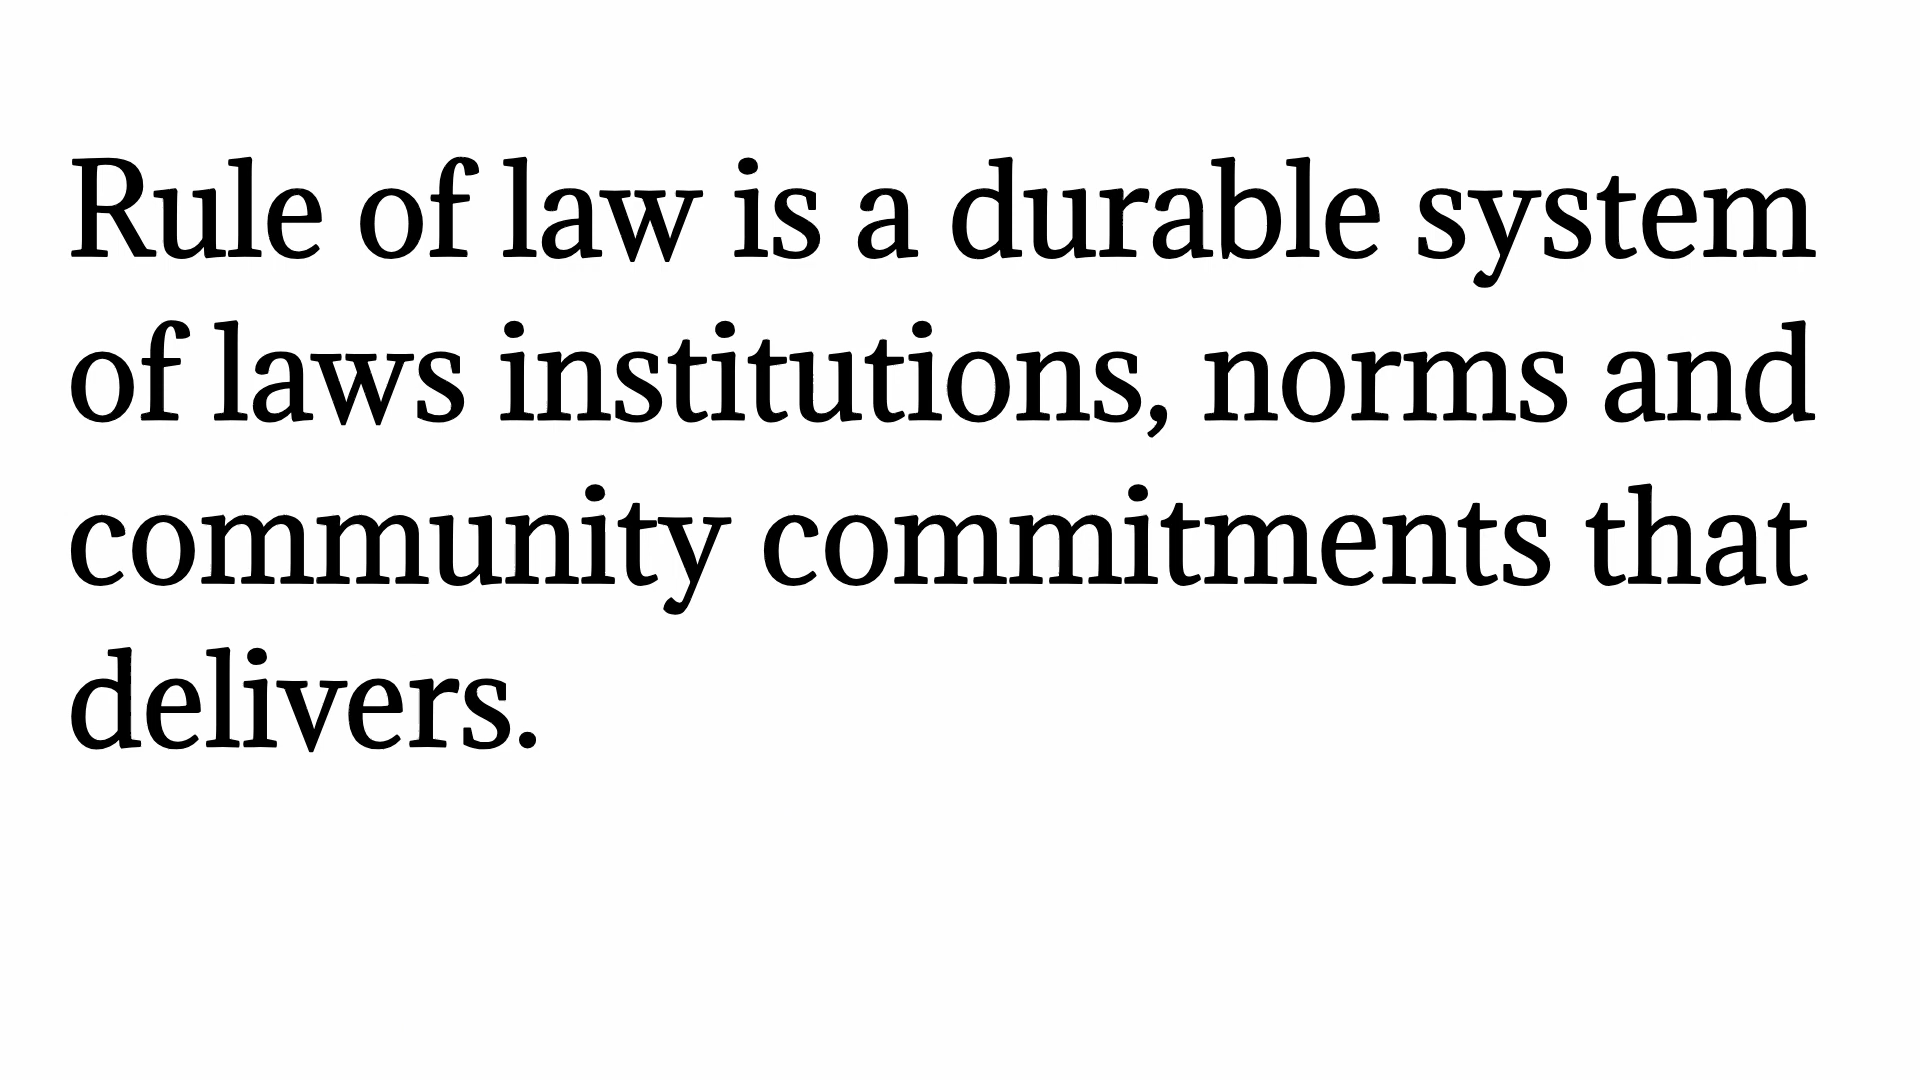 Rule of law is a durable system
of laws institutions, norms and
community commitments that
delivers.